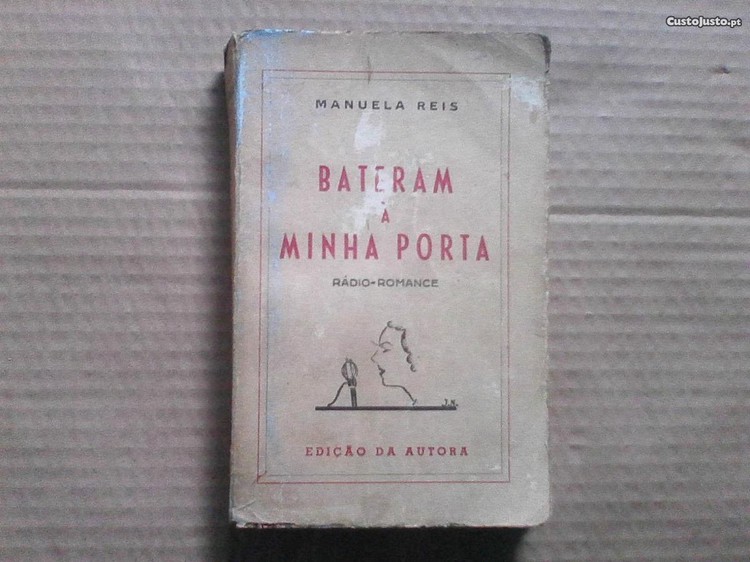 CustoJusto.pt
MANUELA REIS
BATERAM
À
MINHA PORTA
RÁDIO-ROMANCE
EDIÇÃO DA AUTORA